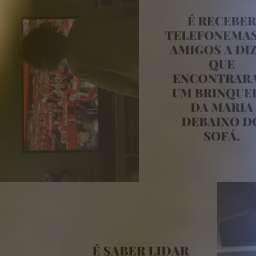 É RECEBER
TELEFONEMAS
AMIGOS A DIZ
QUE
ENCONTRARA
UM BRINQUE
DA MARIA
DEBAIXO DO
SOFÁ.
É SABER LIDAR